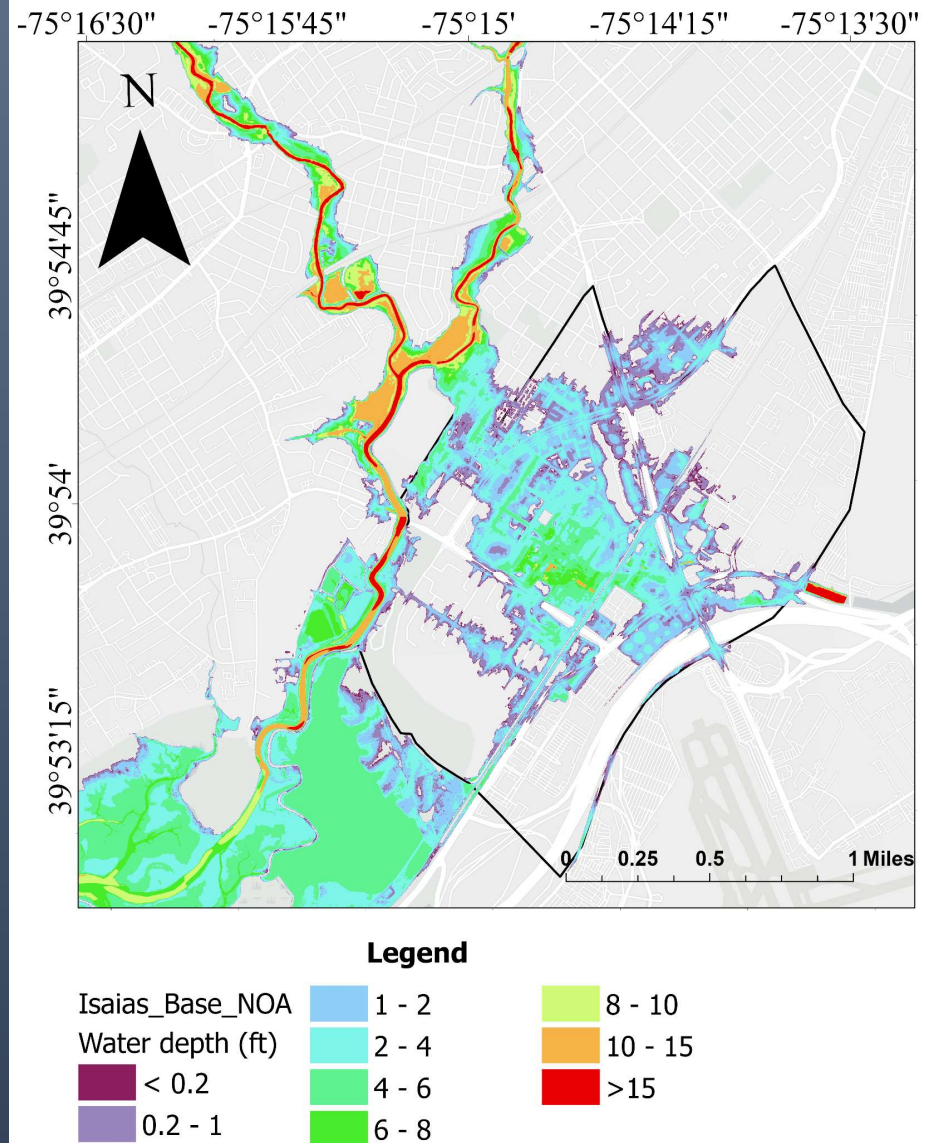 -75°16'30" -75°15'45" -75°15' -75°14'15" -75°13'30"
N
39°54'45"
39°54'
39°53'15"
0 0.25 0.5 1 Miles
Legend
Isaias_Base_NOA
Water depth (ft)
< 0.2
0.2 - 1
1 - 2
2 - 4
4 - 6
6 - 8
8 - 10
10 - 15
>15